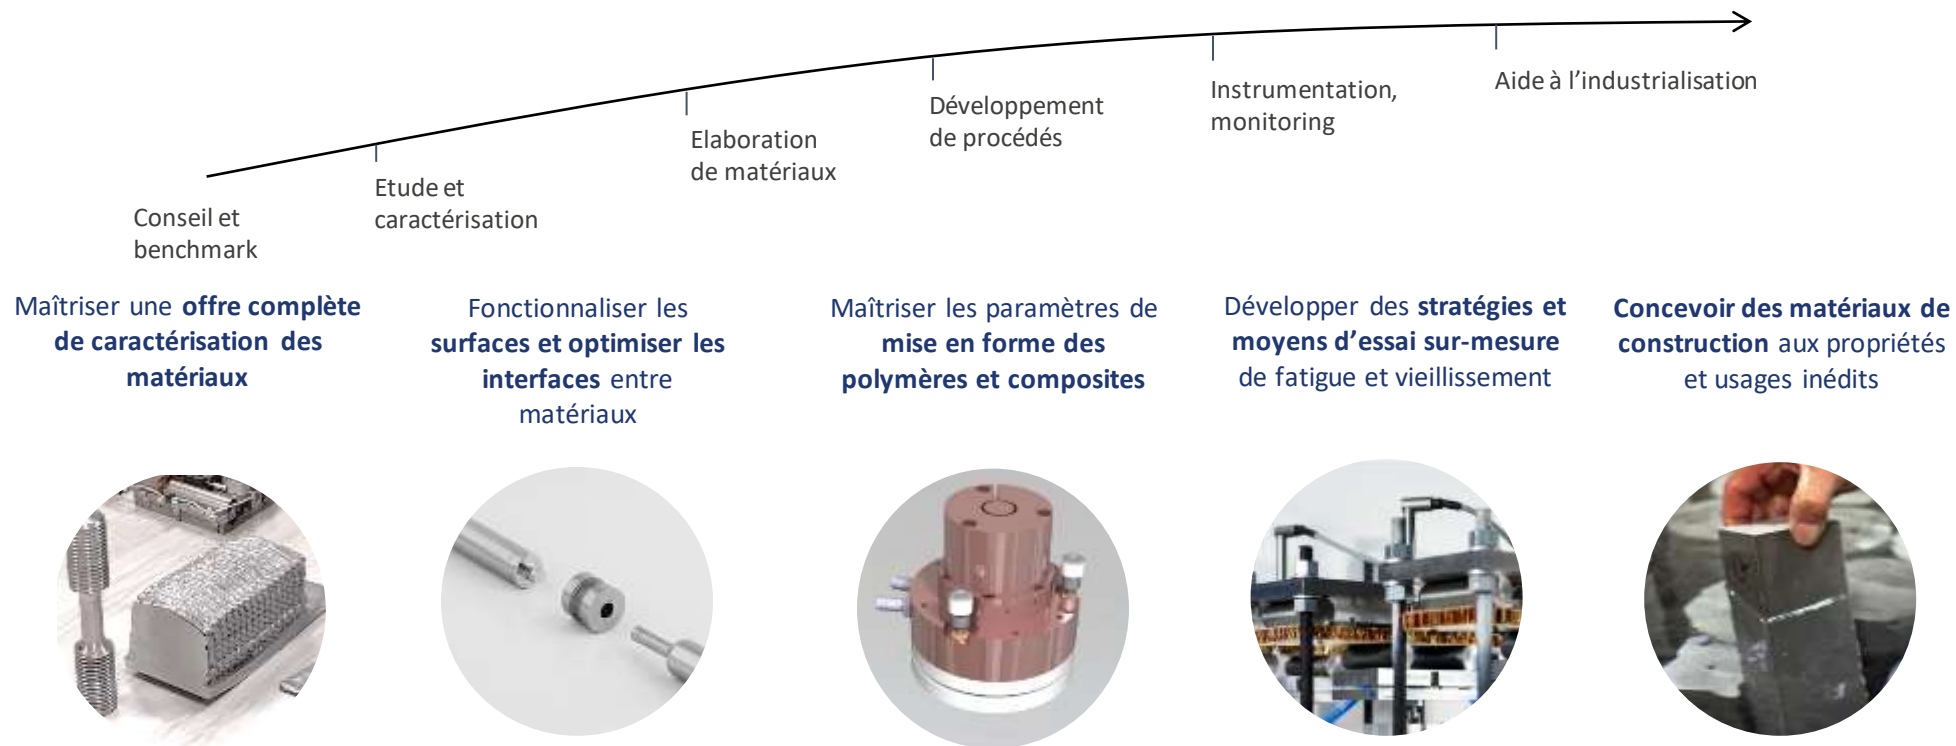 Conseil et
benchmark
Etude et
caractérisation
Elaboration
de matériaux
Développement
de procédés
Instrumentation,
monitoring
Aide à l’industrialisation
Maîtriser une offre complète
de caractérisation des
matériaux
Fonctionnaliser les
surfaces et optimiser les
interfaces entre
matériaux
Maîtriser les paramètres de
mise en forme des
polymères et composites
Développer des stratégies et
moyens d’essai sur-mesure
de fatigue et vieillissement
Concevoir des matériaux de
construction aux propriétés
et usages inédits